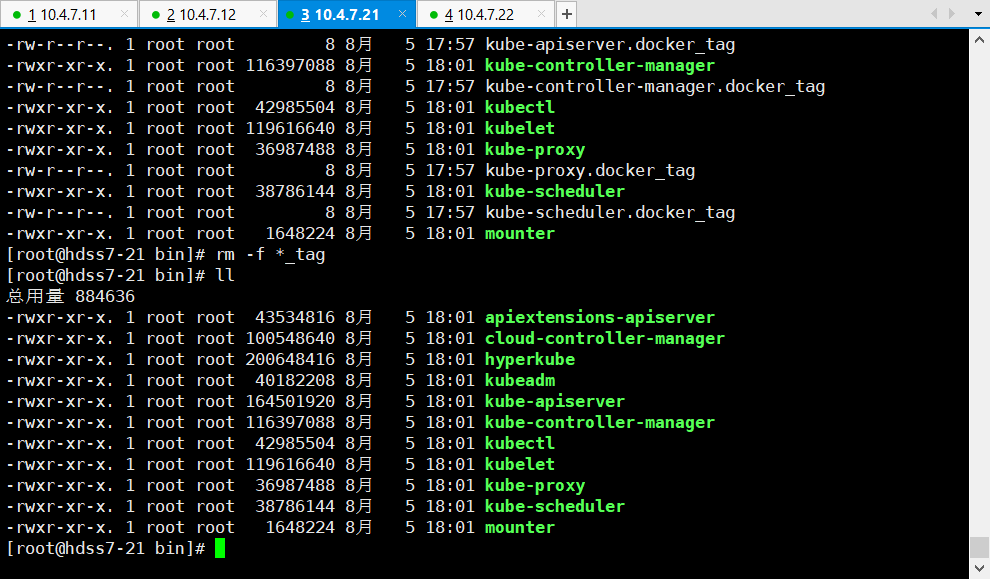 1 10.4.7.11 × 2 10.4.7.12 × 3 10.4.7.21 × 4 10.4.7.22 × +
-rw-r--r--. 1 root root         8 8月   5 17:57 kube-apiserver.docker_tag
-rwxr-xr-x. 1 root root 116397088 8月   5 18:01 kube-controller-manager
-rw-r--r--. 1 root root         8 8月   5 17:57 kube-controller-manager.docker_tag
-rwxr-xr-x. 1 root root  42985504 8月   5 18:01 kubectl
-rwxr-xr-x. 1 root root 119616640 8月   5 18:01 kubelet
-rwxr-xr-x. 1 root root  36987488 8月   5 18:01 kube-proxy
-rw-r--r--. 1 root root         8 8月   5 17:57 kube-proxy.docker_tag
-rwxr-xr-x. 1 root root  38786144 8月   5 18:01 kube-scheduler
-rw-r--r--. 1 root root         8 8月   5 17:57 kube-scheduler.docker_tag
-rwxr-xr-x. 1 root root   1648224 8月   5 18:01 mounter
[root@hdss7-21 bin]# rm -f *_tag
[root@hdss7-21 bin]# ll
总用量 884636
-rwxr-xr-x. 1 root root  43534816 8月   5 18:01 apiextensions-apiserver
-rwxr-xr-x. 1 root root 100548640 8月   5 18:01 cloud-controller-manager
-rwxr-xr-x. 1 root root 200648416 8月   5 18:01 hyperkube
-rwxr-xr-x. 1 root root  40182208 8月   5 18:01 kubeadm
-rwxr-xr-x. 1 root root 164501920 8月   5 18:01 kube-apiserver
-rwxr-xr-x. 1 root root 116397088 8月   5 18:01 kube-controller-manager
-rwxr-xr-x. 1 root root  42985504 8月   5 18:01 kubectl
-rwxr-xr-x. 1 root root 119616640 8月   5 18:01 kubelet
-rwxr-xr-x. 1 root root  36987488 8月   5 18:01 kube-proxy
-rwxr-xr-x. 1 root root  38786144 8月   5 18:01 kube-scheduler
-rwxr-xr-x. 1 root root   1648224 8月   5 18:01 mounter
[root@hdss7-21 bin]#